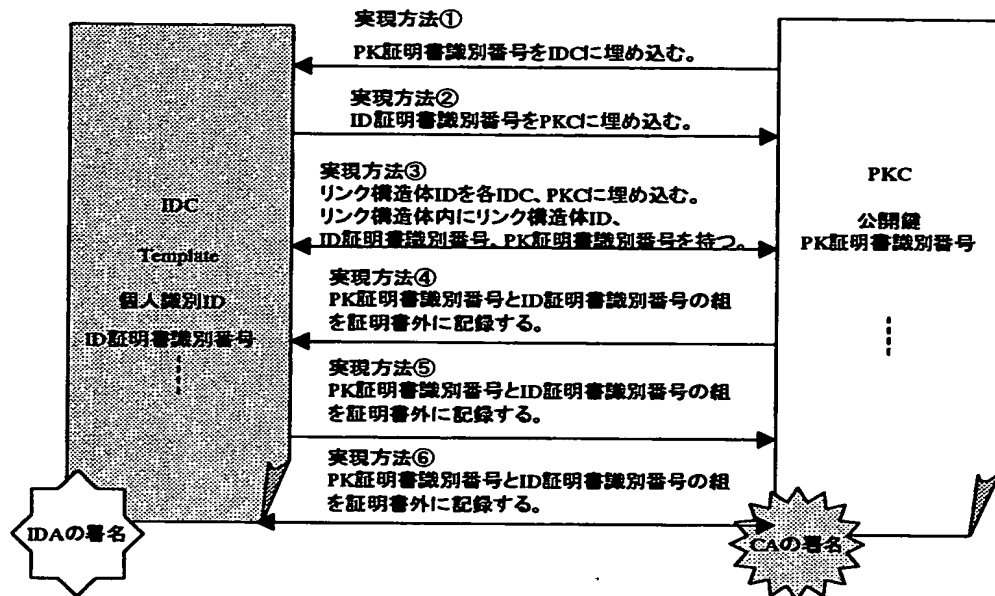 実現方法①
PK証明書識別番号をIDCに埋め込む。
実現方法②
ID証明書識別番号をPKCに埋め込む。
実現方法③
リンク構造体IDを各IDC、PKCに埋め込む。
リンク構造体内にリンク構造体ID、
ID証明書識別番号、PK証明書識別番号を持つ。
実現方法④
PK証明書識別番号とID証明書識別番号の組
を証明書外に記録する。
実現方法⑤
PK証明書識別番号とID証明書識別番号の組
を証明書外に記録する。
実現方法⑥
PK証明書識別番号とID証明書識別番号の組
を証明書外に記録する。
IDC
Template
個人識別ID
ID証明書識別番号
IDAの署名
PKC
公開鍵
PK証明書識別番号
CAの署名